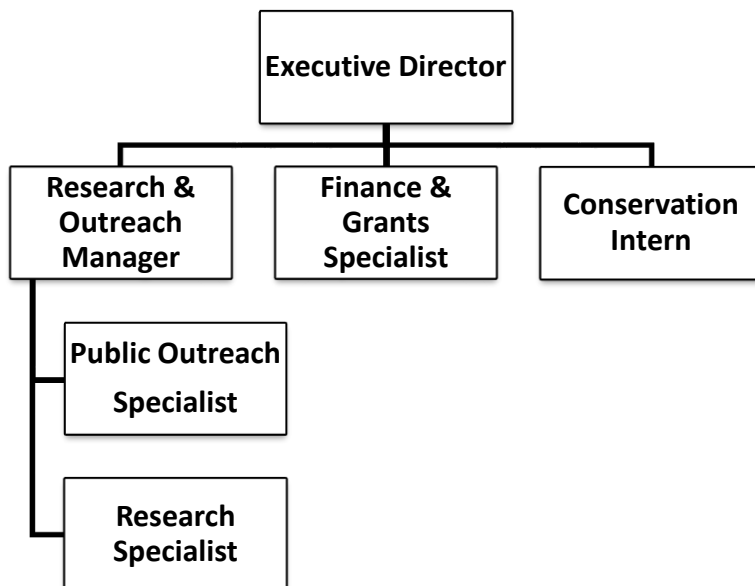 Executive Director
Research &
Outreach
Manager
Finance &
Grants
Specialist
Conservation
Intern
Public Outreach
Specialist
Research
Specialist